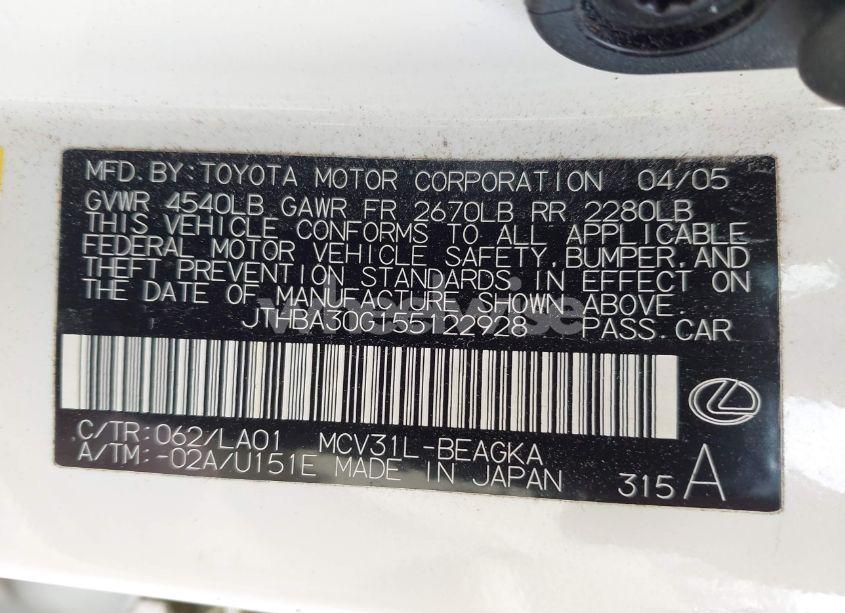 MFD.BY:TOYOTA MOTOR CORPORATION 04/05
GVWR 4540LB GAWR FR 2670LB RR 2280LB
THIS VEHICLE CONFORMS TO ALL APPLICABLE
FEDERAL MOTOR VEHICLE SAFETY,BUMPER,AND
THEFT PREVENTION STANDARDS IN EFFECT ON
THE DATE OF MANUFACTURE SHOWN ABOVE.
JTHBA30G155122928 PASS.CAR
C/TR:062/LA01 MCV31L-BEAGKA
A/TM:-02A/U151E MADE IN JAPAN
315A